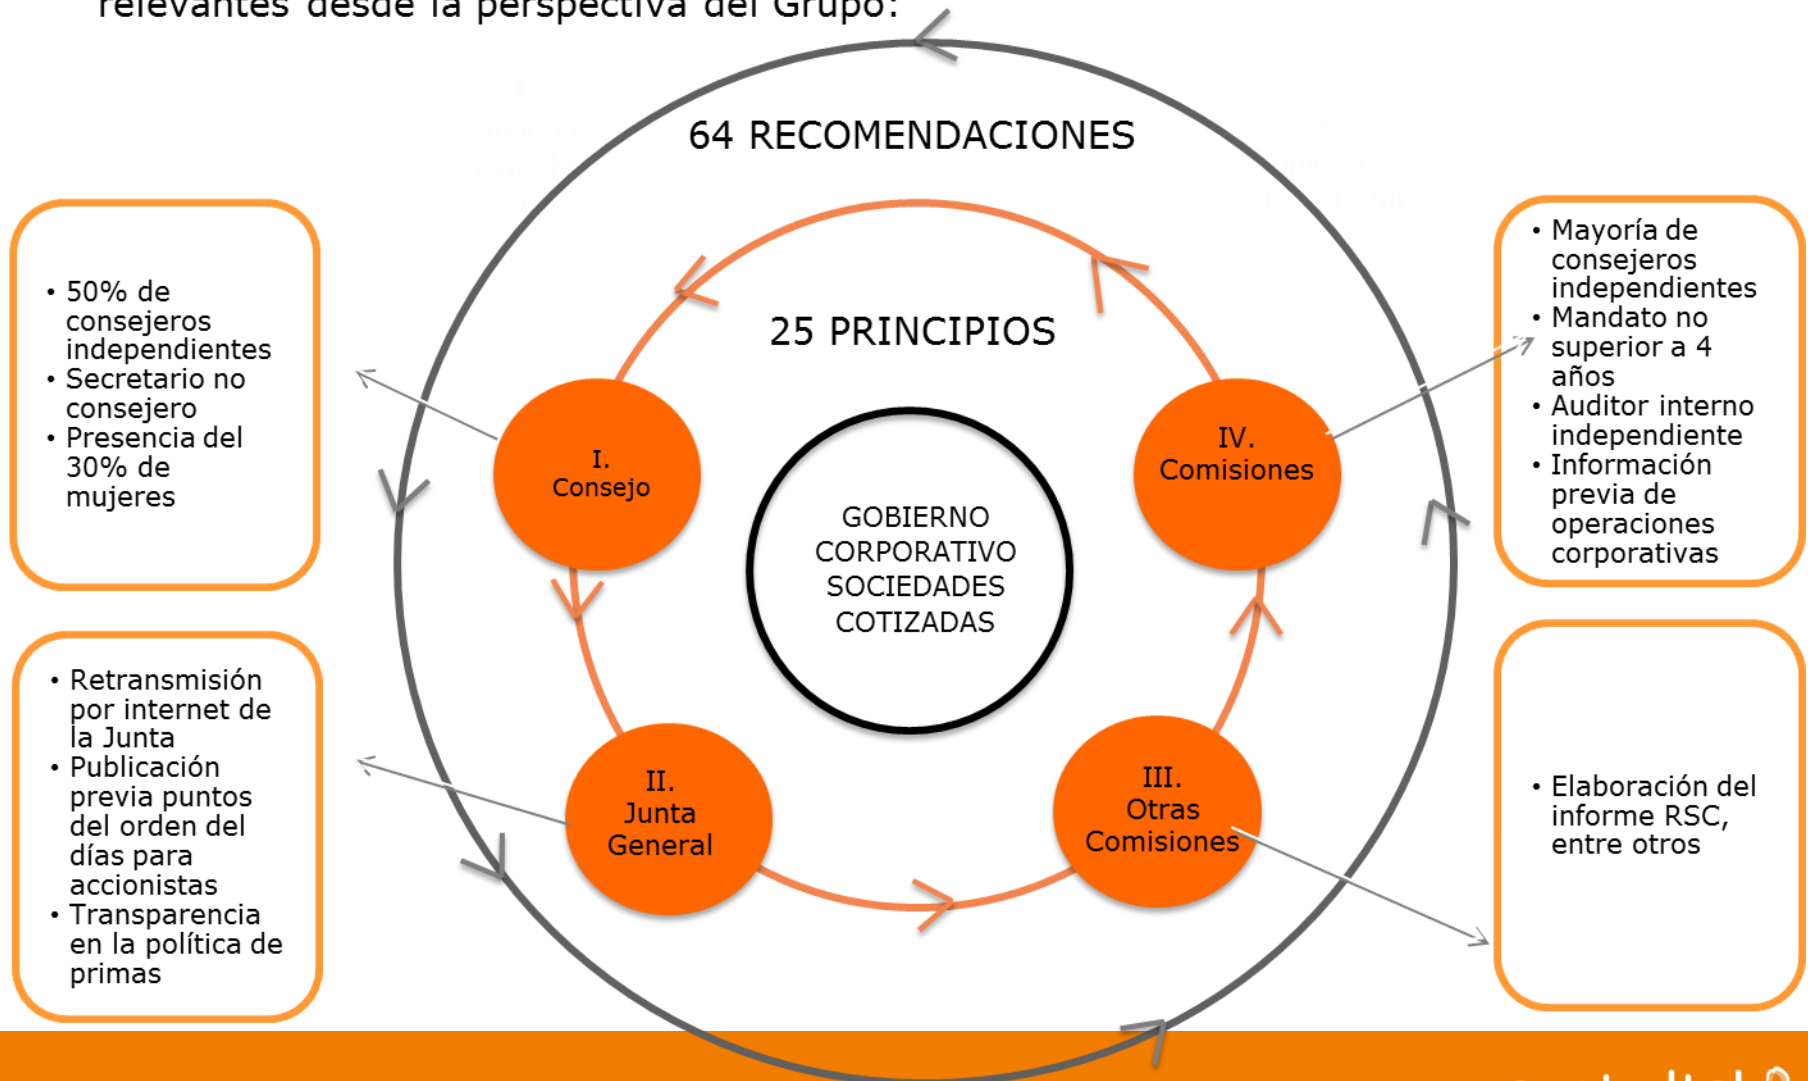 relevantes desde la perspectiva del Grupo:
64 RECOMENDACIONES
25 PRINCIPIOS
GOBIERNO
CORPORATIVO
SOCIEDADES
COTIZADAS
I.
Consejo
• 50% de
consejeros
independientes
• Secretario no
consejero
• Presencia del
30% de
mujeres
II.
Junta
General
• Retransmisión
por internet de
la Junta
• Publicación
previa puntos
del orden del
días para
accionistas
• Transparencia
en la política de
primas
III.
Otras
Comisiones
• Elaboración del
informe RSC,
entre otros
IV.
Comisiones
• Mayoría de
consejeros
independientes
• Mandato no
superior a 4
años
• Auditor interno
independiente
• Información
previa de
operaciones
corporativas